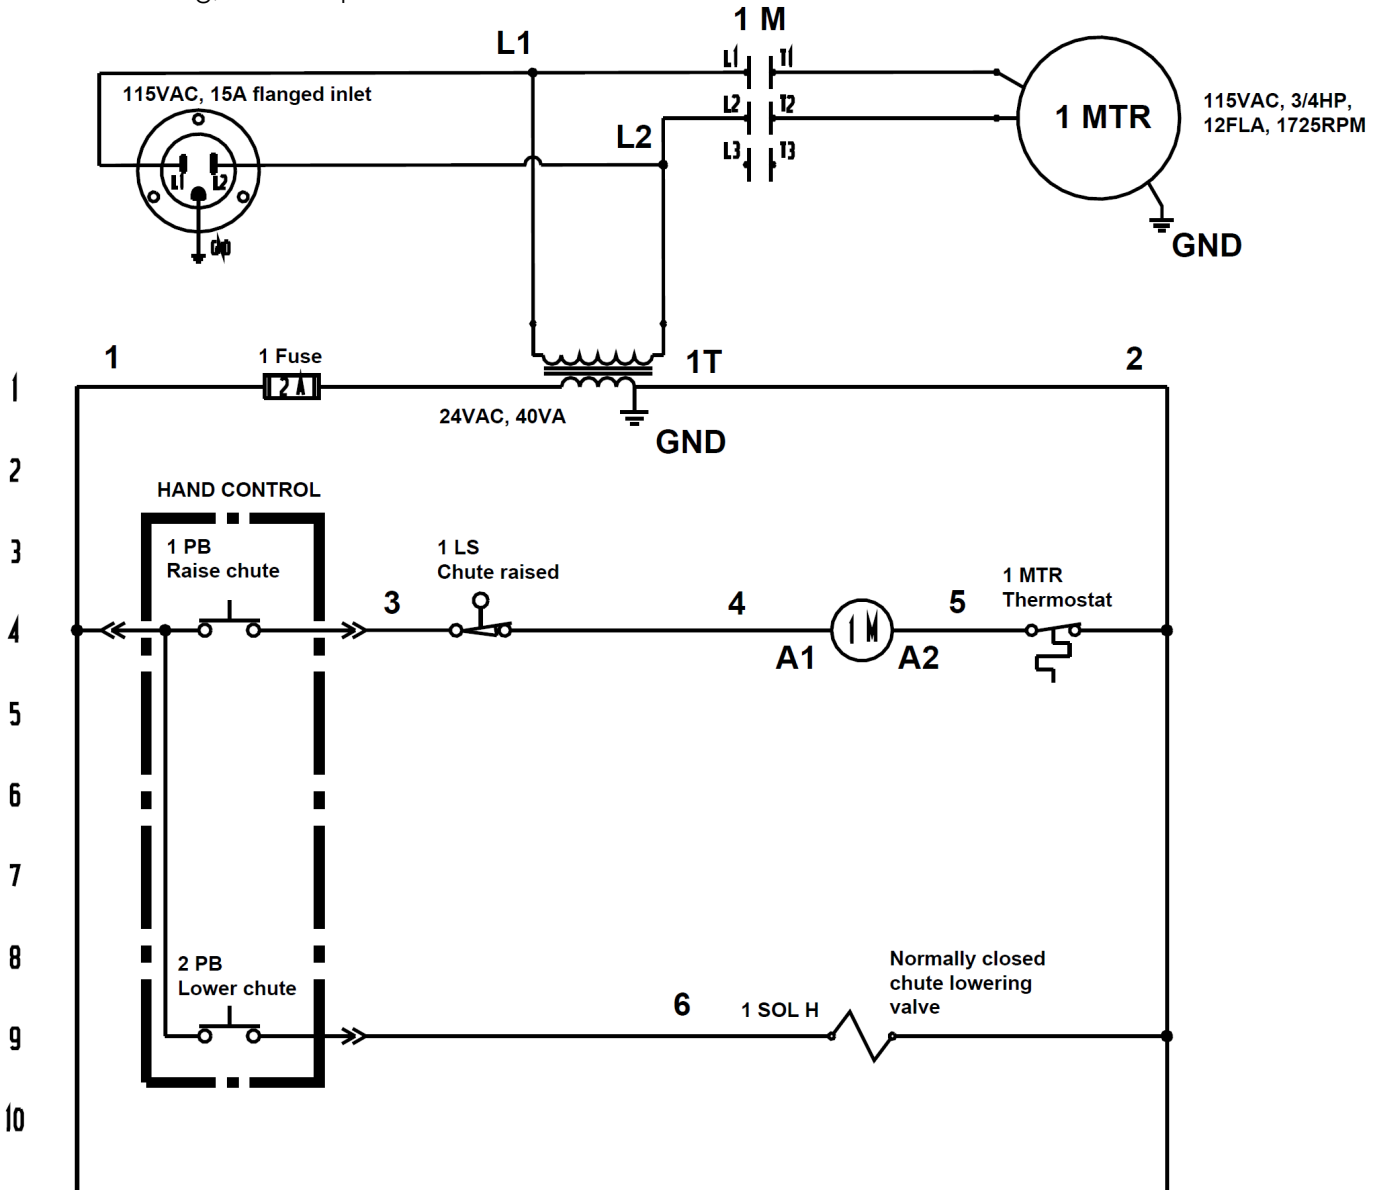 1 M
L1
L1
T1
115VAC, 15A flanged inlet
L2
T2
L2
1 MTR
115VAC, 3/4HP,
12FLA, 1725RPM
L3
T3
L1
L2
GND
GND
1
1 Fuse
1T
2
1
2 A
24VAC, 40VA
GND
2
HAND CONTROL
3
1 PB
Raise chute
1 LS
Chute raised
1 MTR
Thermostat
3
4
5
4
1 M
A1
A2
5
6
7
8
2 PB
Lower chute
Normally closed
chute lowering
valve
6
1 SOL H
9
10